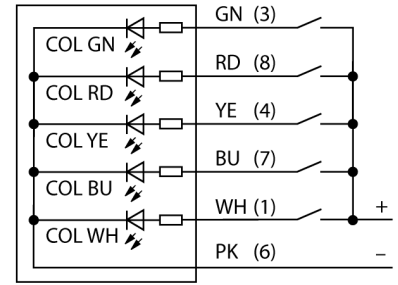 GN (3)
COL GN
RD (8)
COL RD
YE (4)
COL YE
BU (7)
COL BU
WH (1)
+
COL WH
PK (6)
–